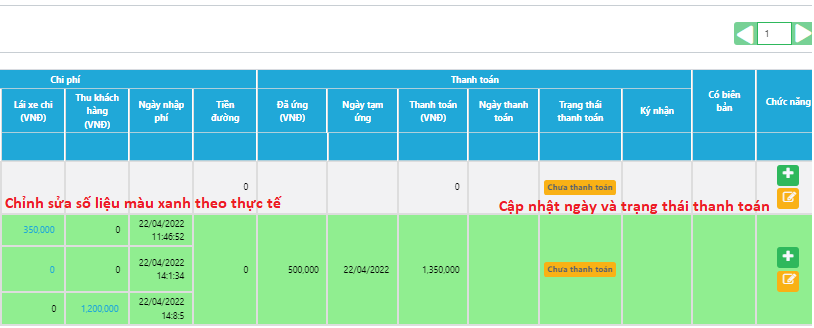 1
Chi phí Thanh toán
Lái xe chi (VNĐ) Thu khách hàng (VNĐ) Ngày nhập phí Tiền đường Đã ứng (VNĐ) Ngày tạm ứng Thanh toán (VNĐ) Ngày thanh toán Trạng thái thanh toán Ký nhận Có biên bản Chức năng
0 0 Chưa thanh toán
Chỉnh sửa số liệu màu xanh theo thực tế Cập nhật ngày và trạng thái thanh toán
350,000 0 22/04/2022 11:46:52
0 0 22/04/2022 14:1:34 0 500,000 22/04/2022 1,350,000 Chưa thanh toán
0 1,200,000 22/04/2022 14:8:5